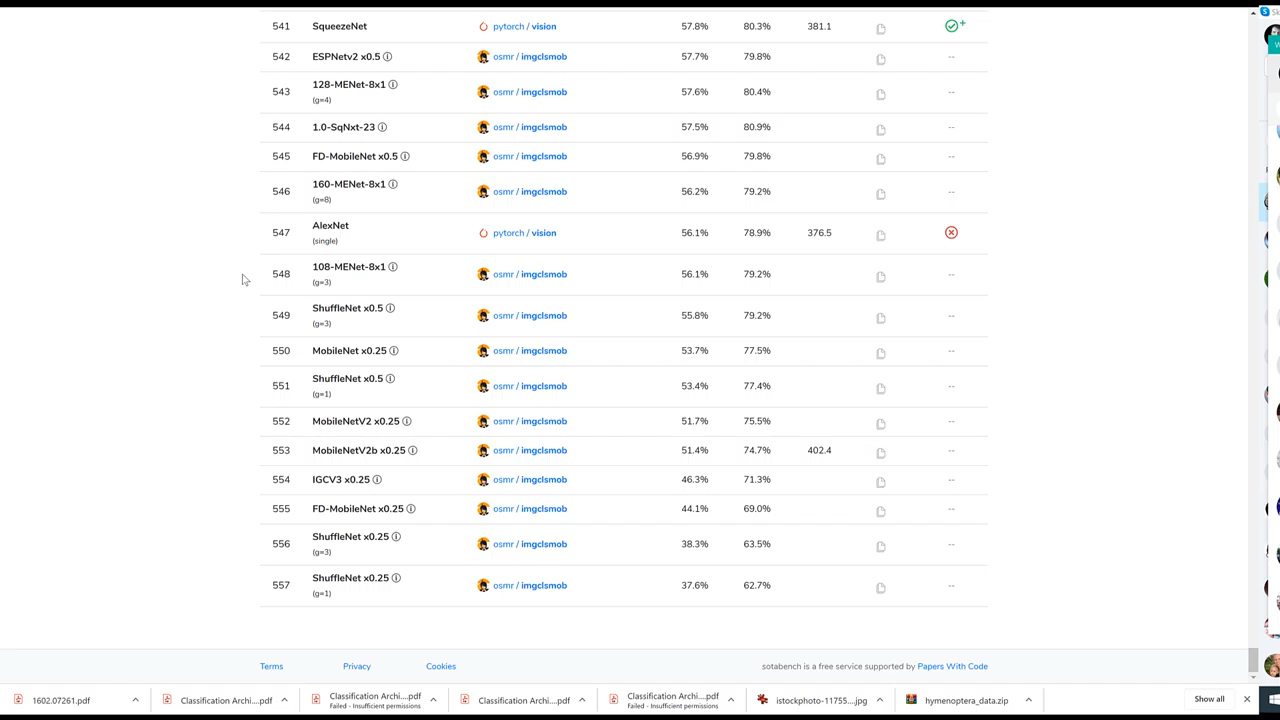 541 SqueezeNet pytorch / vision 57.8% 80.3% 381.1
542 ESPNetv2 x0.5 osmr / imgclsmob 57.7% 79.8% --
543 128-MENet-8x1 (g=4) osmr / imgclsmob 57.6% 80.4% --
544 1.0-SqNxt-23 osmr / imgclsmob 57.5% 80.9% --
545 FD-MobileNet x0.5 osmr / imgclsmob 56.9% 79.8% --
546 160-MENet-8x1 (g=8) osmr / imgclsmob 56.2% 79.2% --
547 AlexNet (single) pytorch / vision 56.1% 78.9% 376.5
548 108-MENet-8x1 (g=3) osmr / imgclsmob 56.1% 79.2% --
549 ShuffleNet x0.5 (g=3) osmr / imgclsmob 55.8% 79.2% --
550 MobileNet x0.25 osmr / imgclsmob 53.7% 77.5% --
551 ShuffleNet x0.5 (g=1) osmr / imgclsmob 53.4% 77.4% --
552 MobileNetV2 x0.25 osmr / imgclsmob 51.7% 75.5% --
553 MobileNetV2b x0.25 osmr / imgclsmob 51.4% 74.7% 402.4 --
554 IGCV3 x0.25 osmr / imgclsmob 46.3% 71.3% --
555 FD-MobileNet x0.25 osmr / imgclsmob 44.1% 69.0% --
556 ShuffleNet x0.25 (g=3) osmr / imgclsmob 38.3% 63.5% --
557 ShuffleNet x0.25 (g=1) osmr / imgclsmob 37.6% 62.7% --
Terms Privacy Cookies sotabench is a free service supported by Papers With Code
1602.07261.pdf
Classification Archi....pdf
Classification Archi....pdf
Failed - Insufficient permissions
Classification Archi....pdf
Classification Archi....pdf
Failed - Insufficient permissions
istockphoto-11755....jpg
hymenoptera_data.zip
Show all